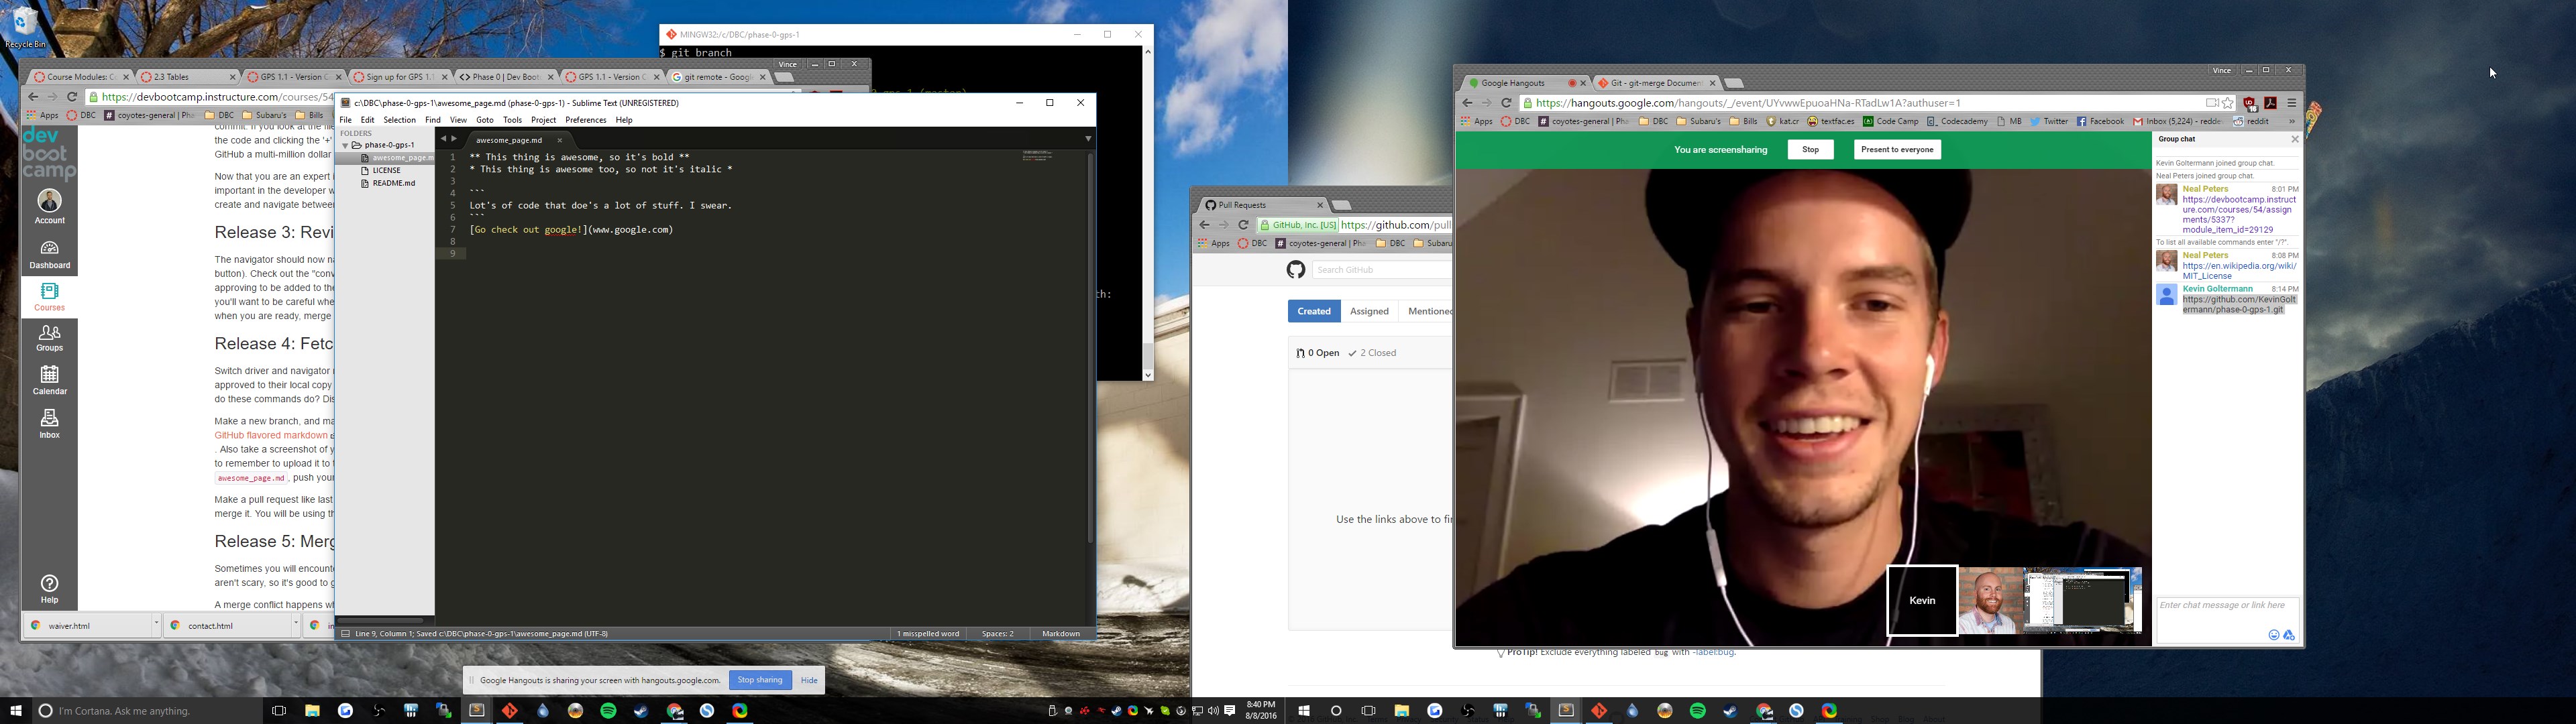 Recycle Bin
MINGW32:/c/DBC/phase-0-gps-1
$ git branch
Vince
Course Modules: C
2.3 Tables
GPS 1.1 - Version C
Sign up for GPS 1.1
Phase 0 | Dev Boot
GPS 1.1 - Version C
git remote - Googl
https://devbootcamp.instructure.com/courses/54
Apps
DBC
coyotes-general | Pha
DBC
Subaru's
Bills
dev
boot
camp
Account
Dashboard
Courses
Groups
Calendar
Inbox
Help
commit. If you look at the file
the code and clicking the '+'
GitHub a multi-million dollar
Now that you are an expert i
important in the developer w
create and navigate between
Release 3: Revi
The navigator should now na
button). Check out the "conv
approving to be added to the
you'll want to be careful whe
when you are ready, merge
Release 4: Fetc
Switch driver and navigator r
approved to their local copy
do these commands do? Dis
Make a new branch, and ma
GitHub flavored markdown
. Also take a screenshot of y
to remember to upload it to t
awesome_page.md , push your
Make a pull request like last
merge it. You will be using th
Release 5: Merg
Sometimes you will encounte
aren't scary, so it's good to g
A merge conflict happens wh
waiver.html
contact.html
c:\DBC\phase-0-gps-1\awesome_page.md (phase-0-gps-1) - Sublime Text (UNREGISTERED)
File Edit Selection Find View Goto Tools Project Preferences Help
FOLDERS
phase-0-gps-1
awesome_page.m
LICENSE
README.md
awesome_page.md
1 ** This thing is awesome, so it's bold **
2 * This thing is awesome too, so not it's italic *
3
4 ```
5 Lot's of code that doe's a lot of stuff. I swear.
6 ```
7 [Go check out google!](www.google.com)
8
9
th:
Line 9, Column 1; Saved c:\DBC\phase-0-gps-1\awesome_page.md (UTF-8)
1 misspelled word
Spaces: 2
Markdown
Google Hangouts is sharing your screen with hangouts.google.com.
Stop sharing
Hide
I'm Cortana. Ask me anything.
8:40 PM
8/8/2016
Pull Requests
GitHub, Inc. [US]
https://github.com/pull
Apps
DBC
coyotes-general | Pha
DBC
Subaru
Search GitHub
Created
Assigned
Mentioned
0 Open
2 Closed
Use the links above to fi
ProTip! Exclude everything labeled bug with -label:bug.
Vince
Google Hangouts
Git - git-merge Documen
https://hangouts.google.com/hangouts/_/event/UYvwwEpuoaHNa-RTadLw1A?authuser=1
Apps
DBC
coyotes-general | Pha
DBC
Subaru's
Bills
kat.cr
textfac.es
Code Camp
Codecademy
MB
Twitter
Facebook
Inbox (5,224) - redde
reddit
You are screensharing
Stop
Present to everyone
Kevin
Group chat
Kevin Goltermann joined group chat.
Neal Peters joined group chat.
Neal Peters 8:01 PM
https://devbootcamp.instruct
ure.com/courses/54/assign
ments/5337?
module_item_id=29129
To list all available commands enter "/?".
Neal Peters 8:08 PM
https://en.wikipedia.org/wiki/
MIT_License
Kevin Goltermann 8:14 PM
https://github.com/KevinGolt
ermann/phase-0-gps-1.git
Enter chat message or link here